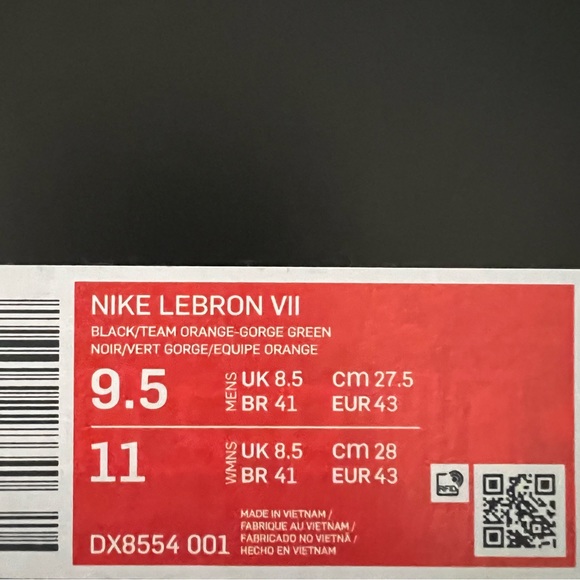 NIKE LEBRON VII
BLACK/TEAM ORANGE-GORGE GREEN
NOIR/VERT GORGE/EQUIPE ORANGE
9.5 MENS UK 8.5 cm 27.5
BR 41 EUR 43
11 WMNS UK 8.5 cm 28
BR 41 EUR 43
RFID
MADE IN VIETNAM /
FABRIQUE AU VIETNAM /
FABRICADO NO VIETNÃ /
DX8554 001 HECHO EN VIETNAM